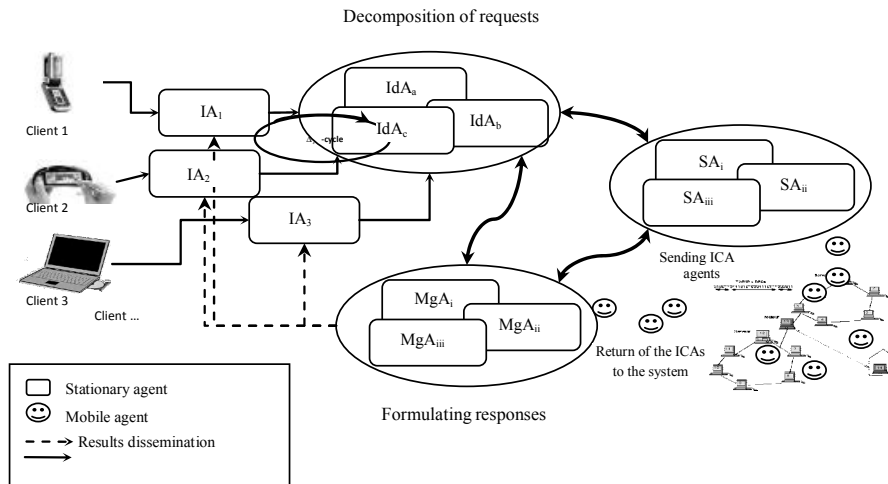 Decomposition of requests
Client 1
IA1
IdAa
IdAb
IdAc
-cycle
Client 2
IA2
SAi
SAii
SAiii
IA3
Client 3
Client ...
Sending ICA
agents
MgAi
MgAii
MgAiii
Return of the ICAs
to the system
Formulating responses
Stationary agent
Mobile agent
Results dissemination